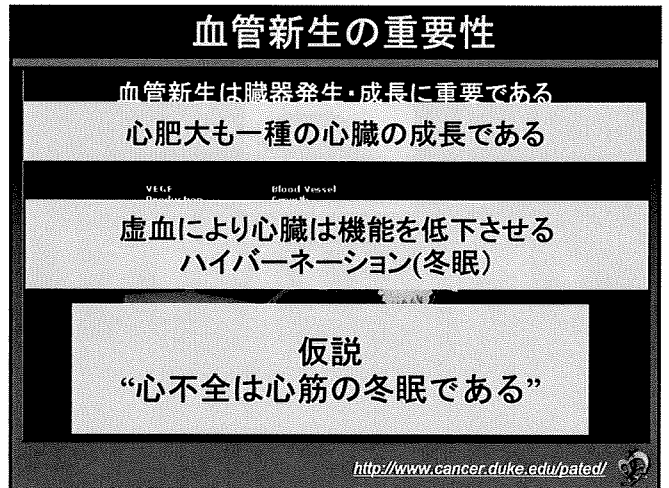 血管新生の重要性
血管新生は臓器発生・成長に重要である
心肥大も一種の心臓の成長である
VEGF
Blood Vessel
Production
Growth
虚血により心臓は機能を低下させる
ハイバーネーション(冬眠）
仮説
“心不全は心筋の冬眠である”
http://www.cancer.duke.edu/pated/